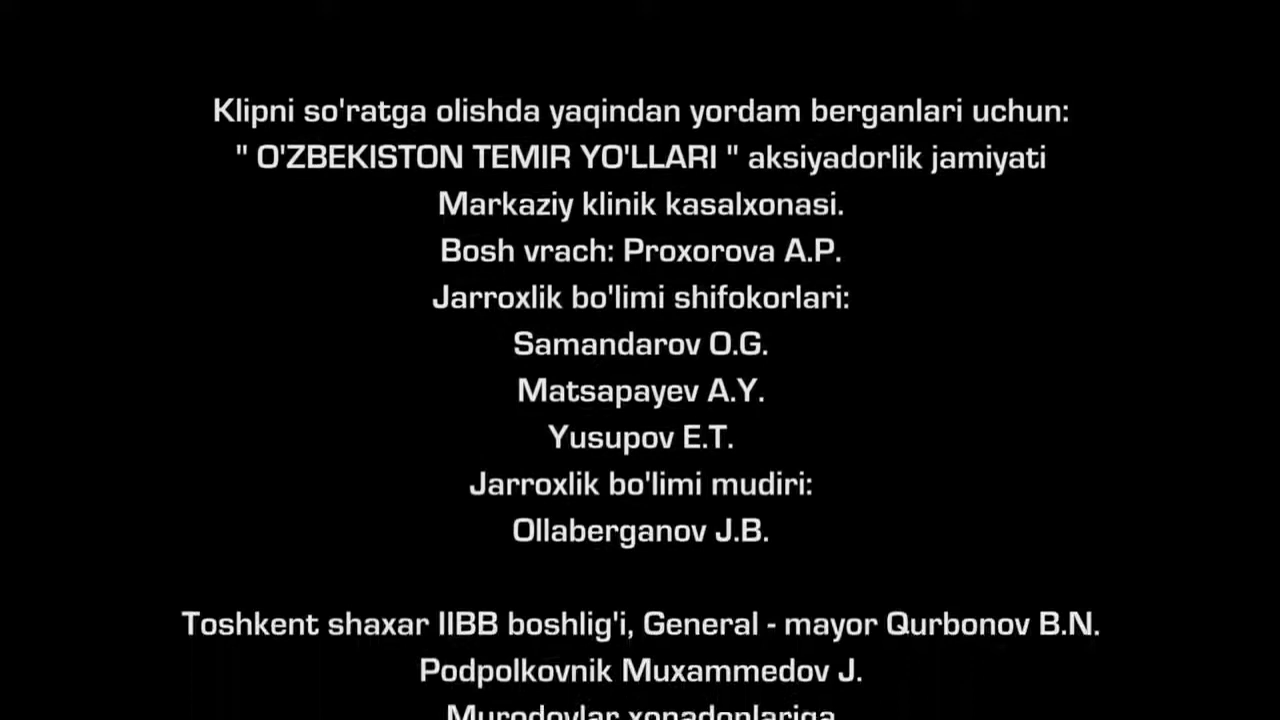 Klipni so'ratga olishda yaqindan yordam berganlari uchun:
" O'ZBEKISTON TEMIR YO'LLARI " aksiyadorlik jamiyati
Markaziy klinik kasalxonasi.
Bosh vrach: Proxorova A.P.
Jarroxlik bo'limi shifokorlari:
Samandarov O.G.
Matsapayev A.Y.
Yusupov E.T.
Jarroxlik bo'limi mudiri:
Ollaberganov J.B.
Toshkent shaxar IIBB boshlig'i, General - mayor Qurbonov B.N.
Podpolkovnik Muxammedov J.
Murodovlar xonadonlariga